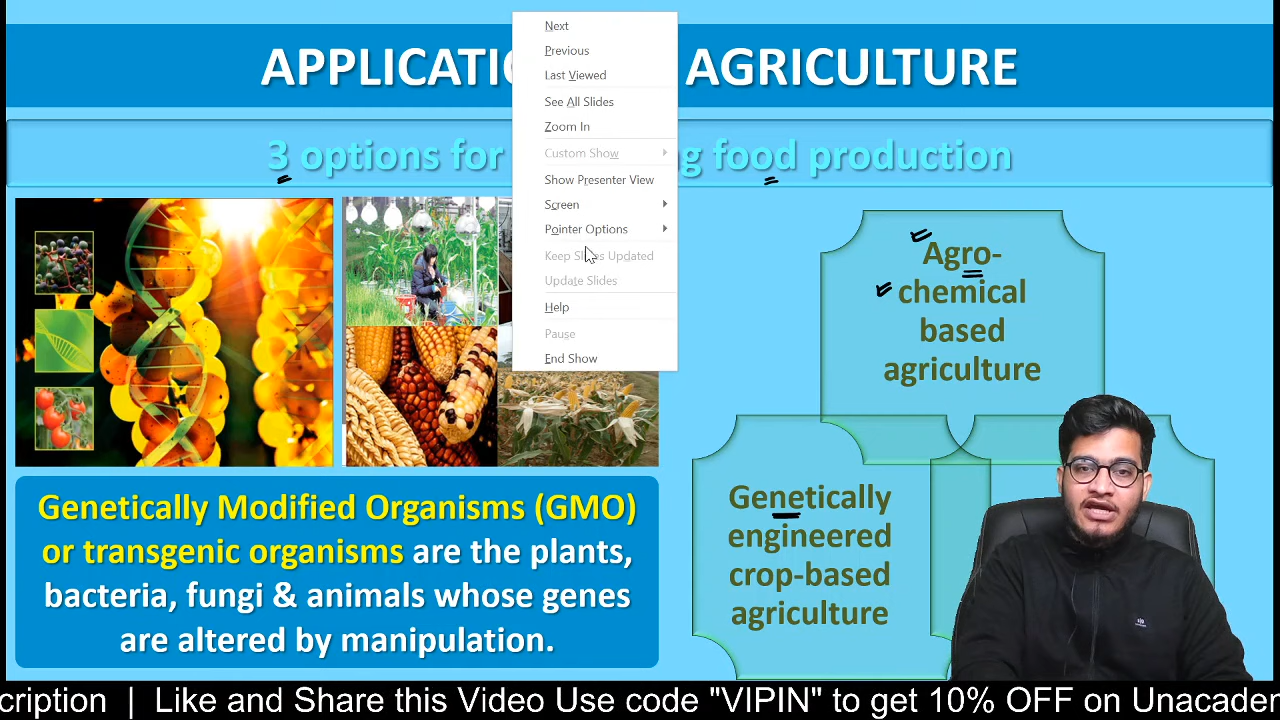 APPLICATIO AGRICULTURE
3 options for g food production
Next
Previous
Last Viewed
See All Slides
Zoom In
Custom Show
Show Presenter View
Screen
Pointer Options
Keep Slides Updated
Update Slides
Help
Pause
End Show
Agro-
chemical
based
agriculture
Genetically
engineered
crop-based
agriculture
Genetically Modified Organisms (GMO)
or transgenic organisms are the plants,
bacteria, fungi & animals whose genes
are altered by manipulation.
scription | Like and Share this Video Use code "VIPIN" to get 10% OFF on Unacader